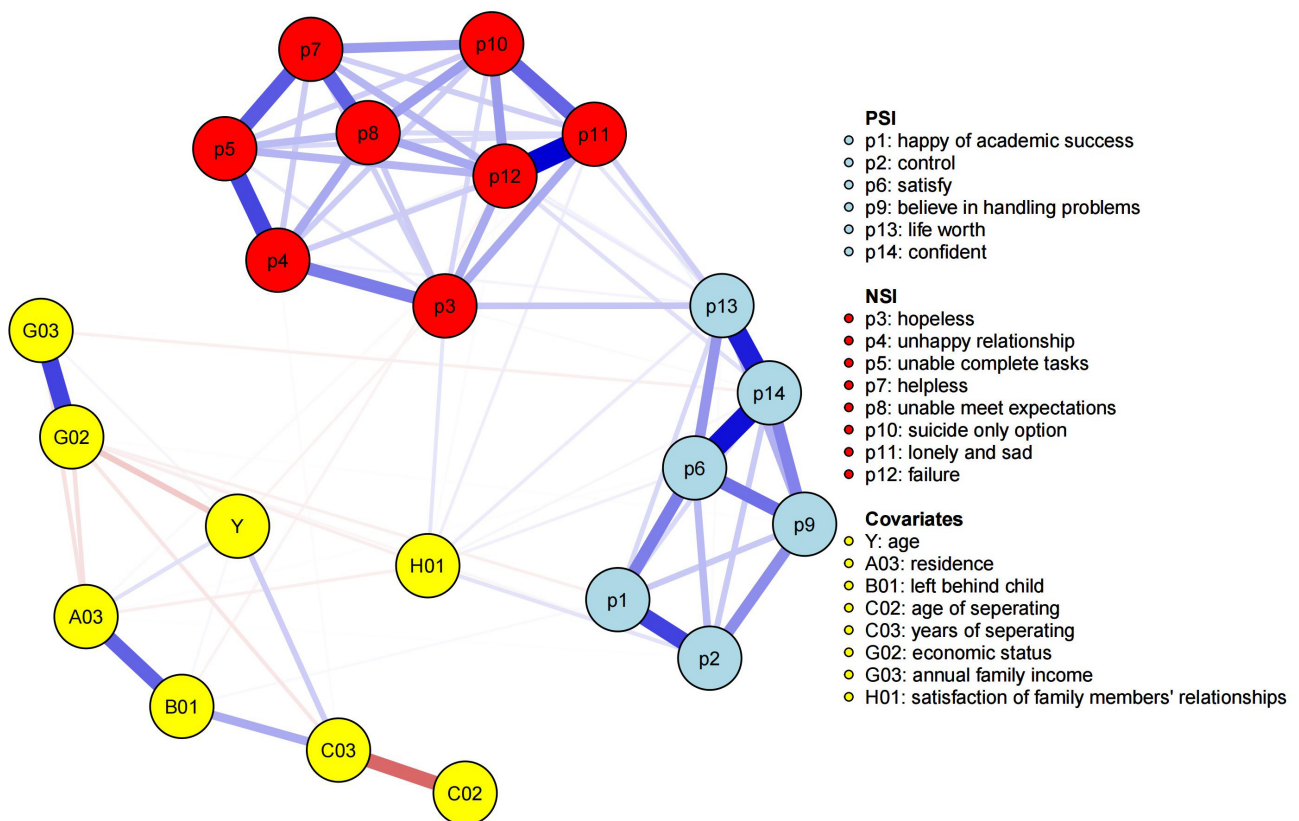 p7
p10
p8
p11
p5
p12
p4
p3
p13
G03
p14
G02
p6
p9
Y
H01
p1
A03
p2
B01
C03
C02
PSI
p1: happy of academic success
p2: control
p6: satisfy
p9: believe in handling problems
p13: life worth
p14: confident
NSI
p3: hopeless
p4: unhappy relationship
p5: unable complete tasks
p7: helpless
p8: unable meet expectations
p10: suicide only option
p11: lonely and sad
p12: failure
Covariates
Y: age
A03: residence
B01: left behind child
C02: age of seperating
C03: years of seperating
G02: economic status
G03: annual family income
H01: satisfaction of family members' relationships